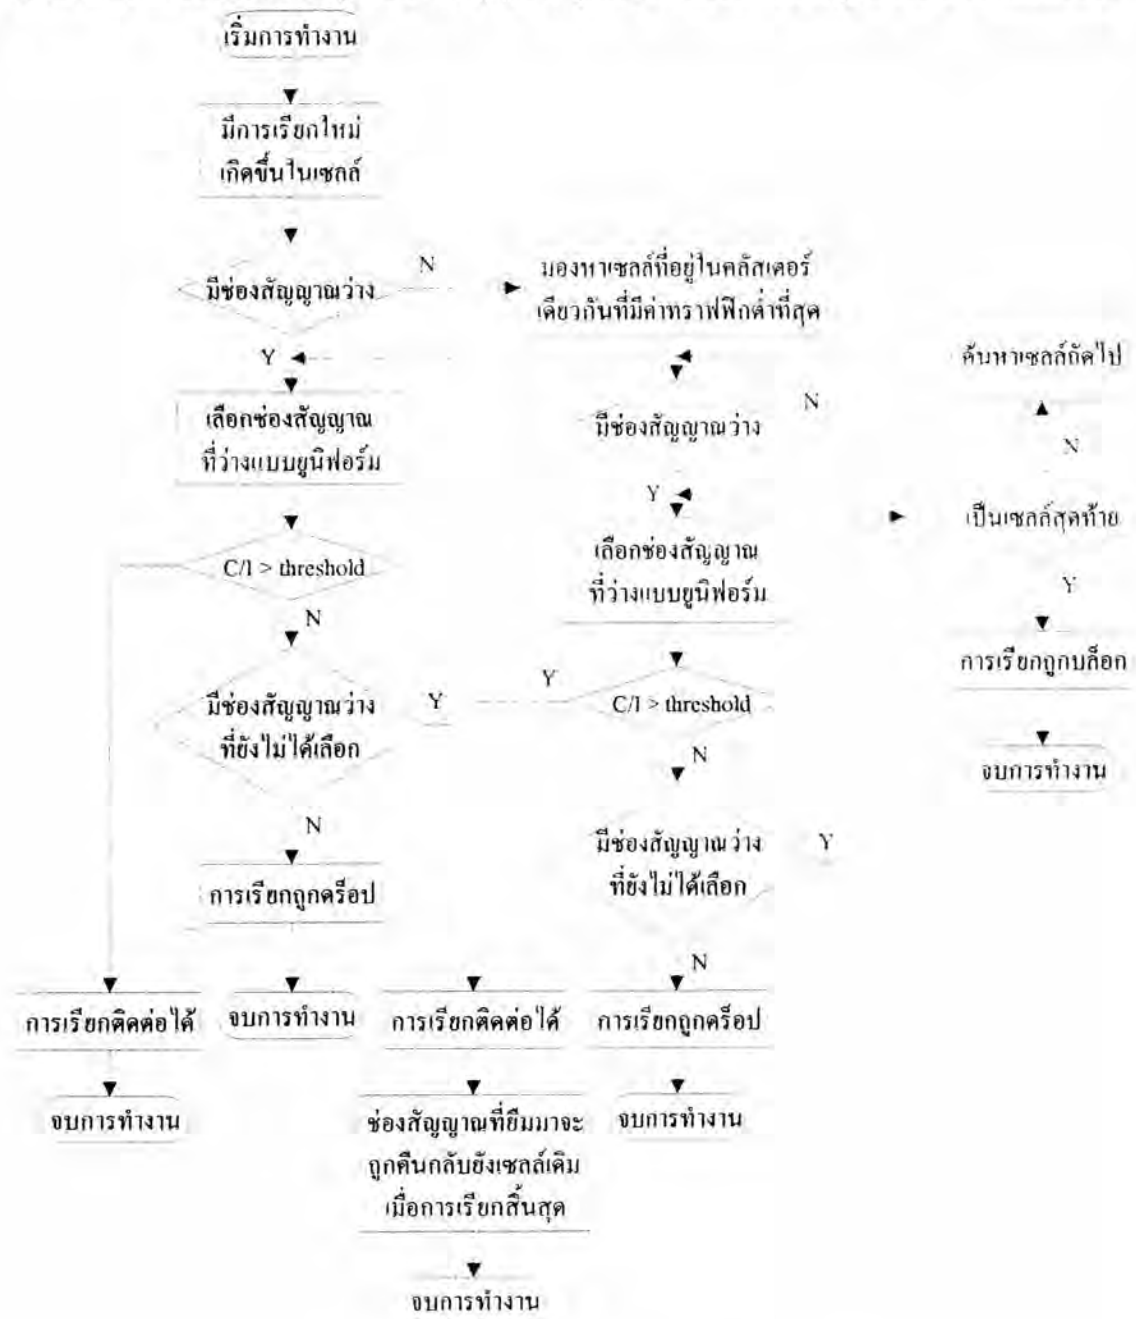 เริ่มการทำงาน
มีการเรียกใหม่
เกิดขึ้นในเซลล์
มีช่องสัญญาณว่าง
N
Y
เลือกช่องสัญญาณ
ที่ว่างแบบยูนิฟอร์ม
C/I > threshold
N
มีช่องสัญญาณว่าง
ที่ยังไม่ได้เลือก
Y
N
การเรียกถูกดร็อป
จบการทำงาน
การเรียกติดต่อได้
จบการทำงาน
มองหาเซลล์ที่อยู่ในคลัสเตอร์
เดียวกันที่มีค่าทราฟฟิกต่ำที่สุด
มีช่องสัญญาณว่าง
N
Y
เลือกช่องสัญญาณ
ที่ว่างแบบยูนิฟอร์ม
C/I > threshold
Y
N
มีช่องสัญญาณว่าง
ที่ยังไม่ได้เลือก
Y
N
การเรียกถูกดร็อป
จบการทำงาน
การเรียกติดต่อได้
ช่องสัญญาณที่ยืมมาจะ
ถูกคืนกลับยังเซลล์เดิม
เมื่อการเรียกสิ้นสุด
จบการทำงาน
ค้นหาเซลล์ถัดไป
N
เป็นเซลล์สุดท้าย
Y
การเรียกถูกบล็อก
จบการทำงาน